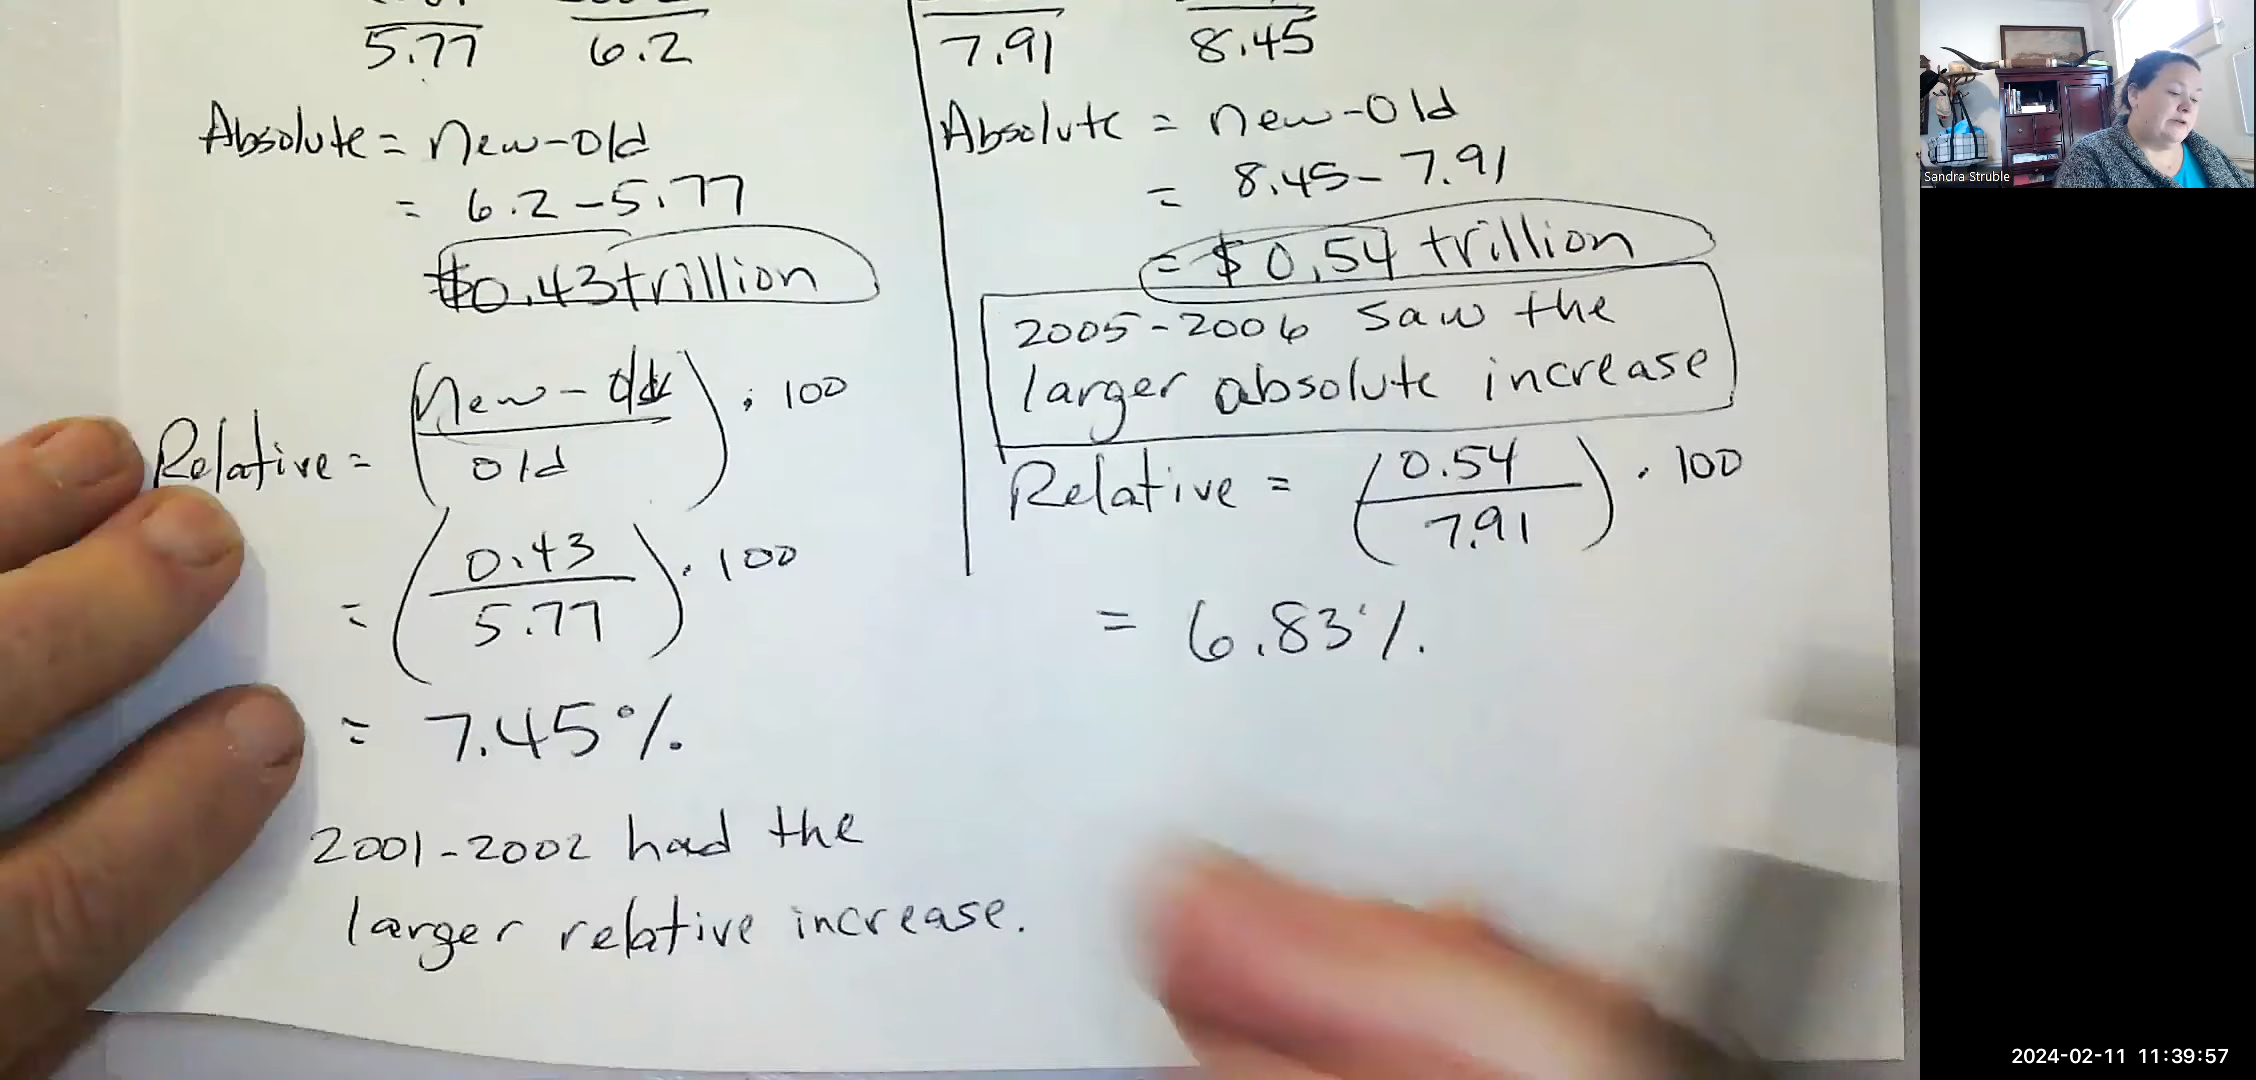 5.77 6.2
Absolute = new-old
= 6.2-5.77
$0.43 trillion
Relative = (new-old / old) · 100
= (0.43 / 5.77) · 100
= 7.45%
2001-2002 had the
larger relative increase.
7.91 8.45
Absolute = new-old
= 8.45-7.91
= $0.54 trillion
2005-2006 saw the
larger absolute increase
Relative = (0.54 / 7.91) · 100
= 6.83%
Sandra Struble
2024-02-11 11:39:57